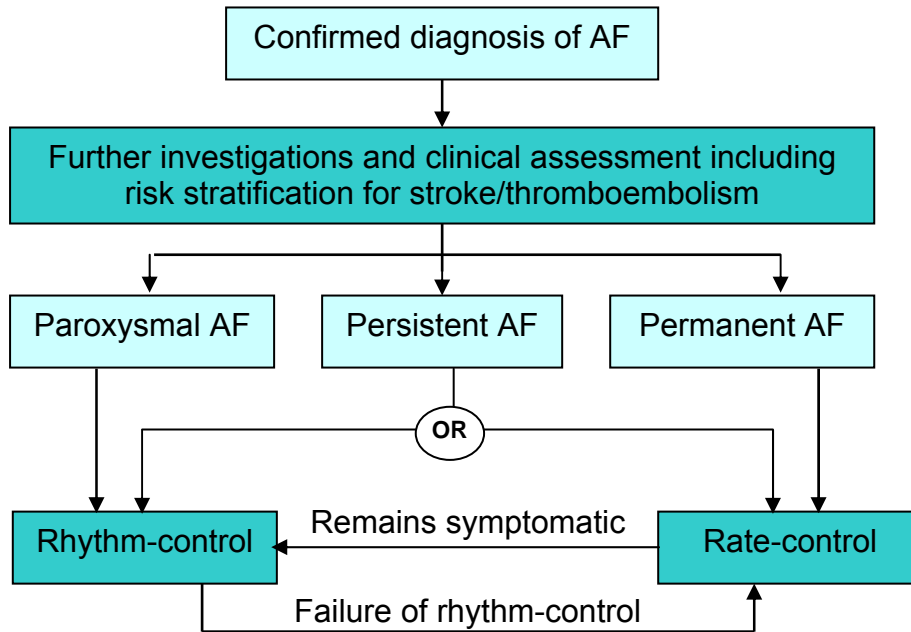 Confirmed diagnosis of AF
Further investigations and clinical assessment including
risk stratification for stroke/thromboembolism
Paroxysmal AF
Persistent AF
Permanent AF
OR
Remains symptomatic
Rhythm-control
Rate-control
Failure of rhythm-control